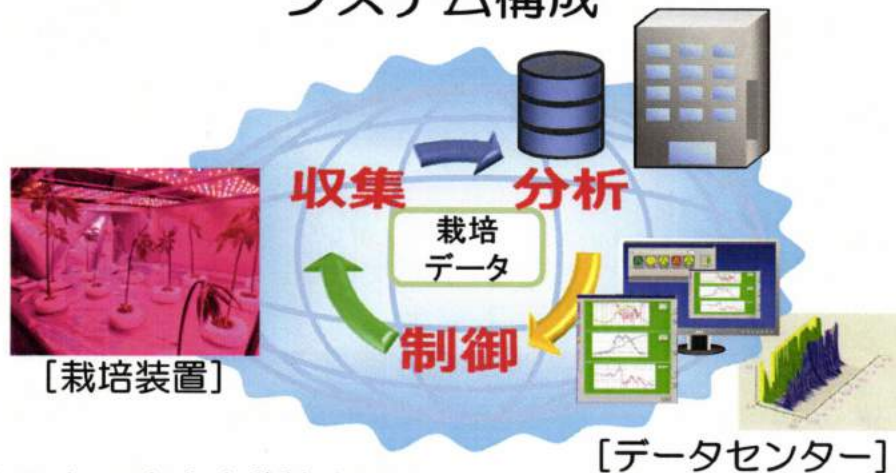 システム構成
収集
分析
栽培
データ
制御
[栽培装置]
[データセンター]